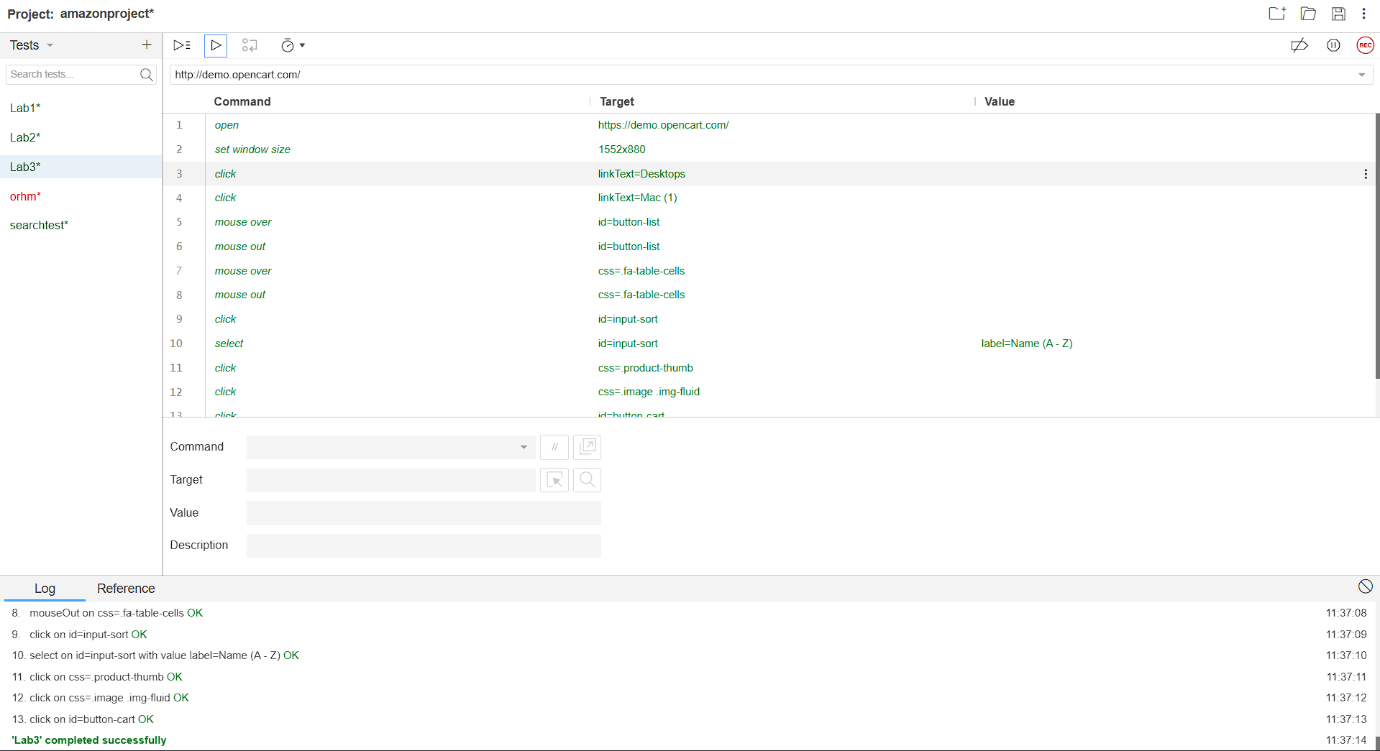 Project: amazonproject*
Tests
Search tests...
Lab1*
Lab2*
Lab3*
orhm*
searchtest*
REC
http://demo.opencart.com/
Command Target Value
1 open https://demo.opencart.com/
2 set window size 1552x880
3 click linkText=Desktops
4 click linkText=Mac (1)
5 mouse over id=button-list
6 mouse out id=button-list
7 mouse over css=.fa-table-cells
8 mouse out css=.fa-table-cells
9 click id=input-sort
10 select id=input-sort label=Name (A - Z)
11 click css=.product-thumb
12 click css=.image .img-fluid
13 click id=button-cart
Command
//
Target
Value
Description
Log Reference
8. mouseOut on css=.fa-table-cells OK 11:37:08
9. click on id=input-sort OK 11:37:09
10. select on id=input-sort with value label=Name (A - Z) OK 11:37:10
11. click on css=.product-thumb OK 11:37:11
12. click on css=.image .img-fluid OK 11:37:12
13. click on id=button-cart OK 11:37:13
'Lab3' completed successfully 11:37:14